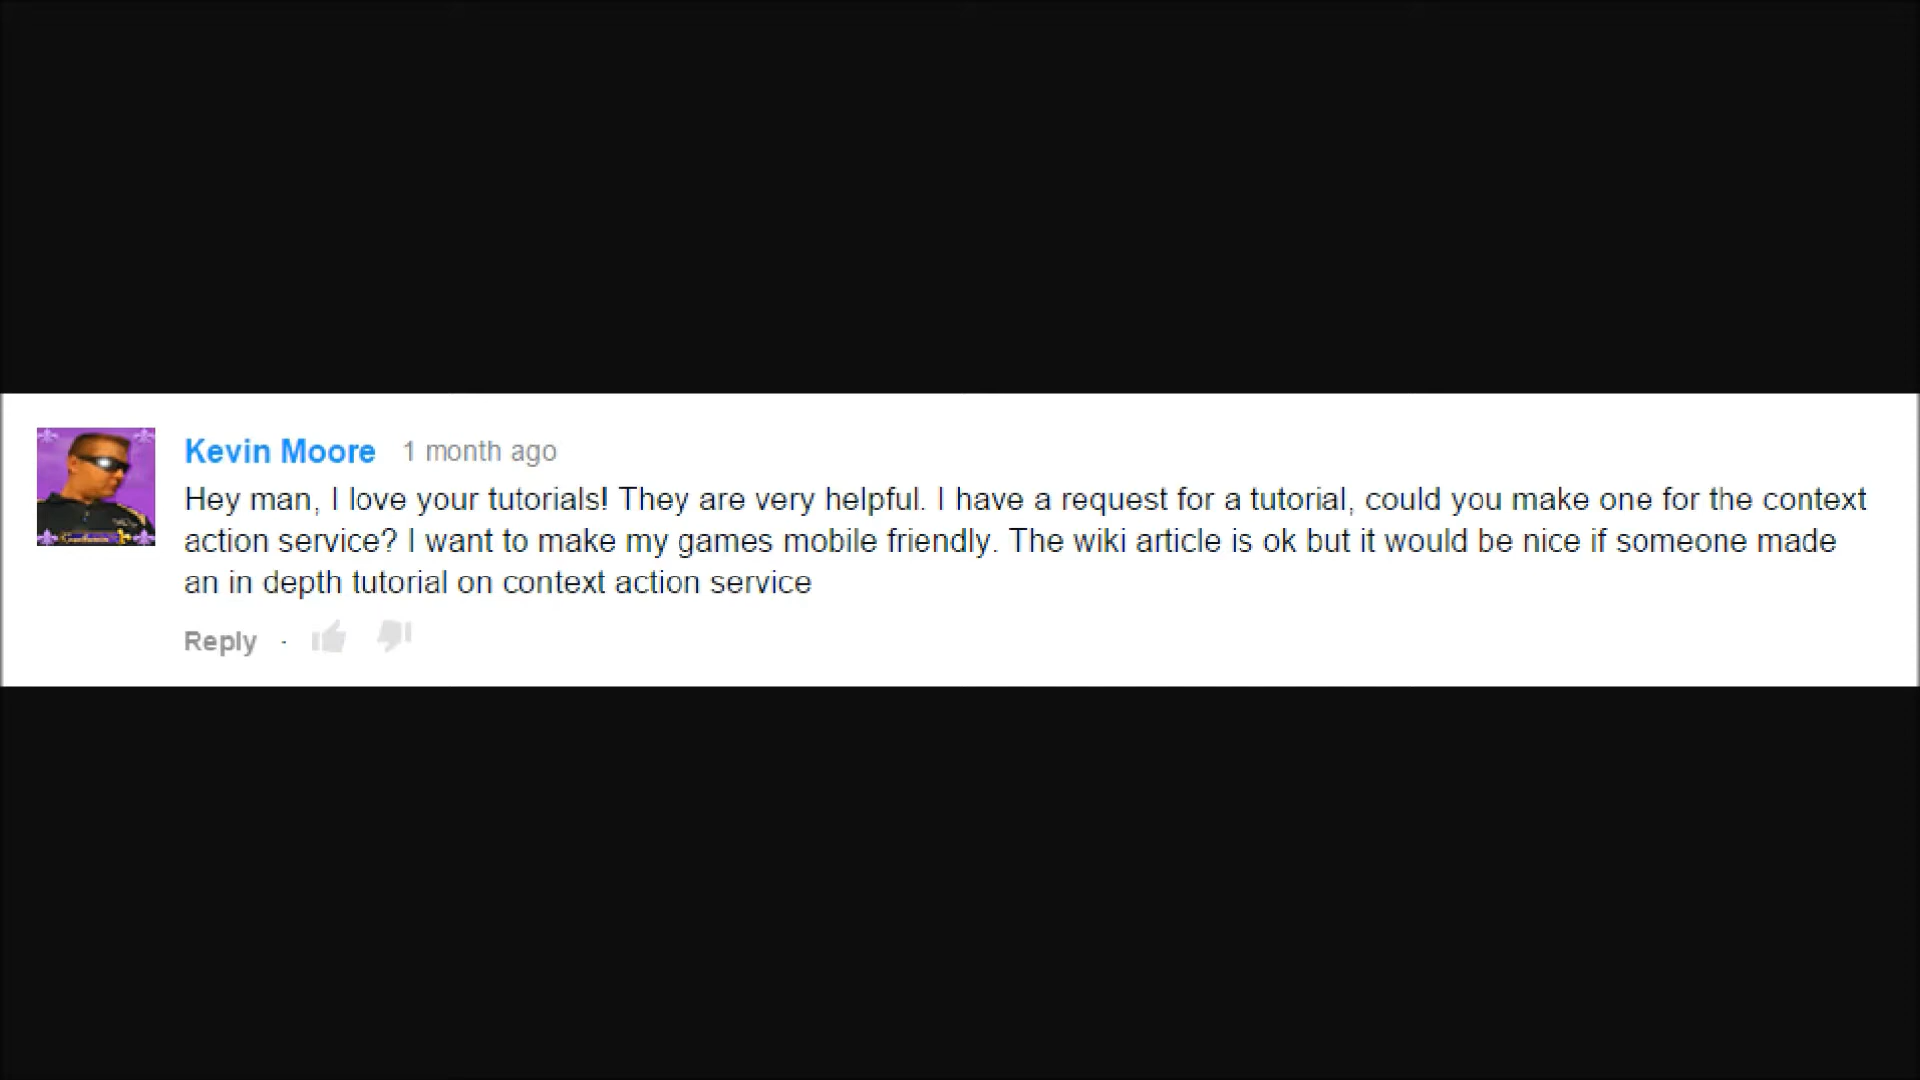 Kevin Moore 1 month ago
Hey man, I love your tutorials! They are very helpful. I have a request for a tutorial, could you make one for the context
action service? I want to make my games mobile friendly. The wiki article is ok but it would be nice if someone made
an in depth tutorial on context action service
Reply ·